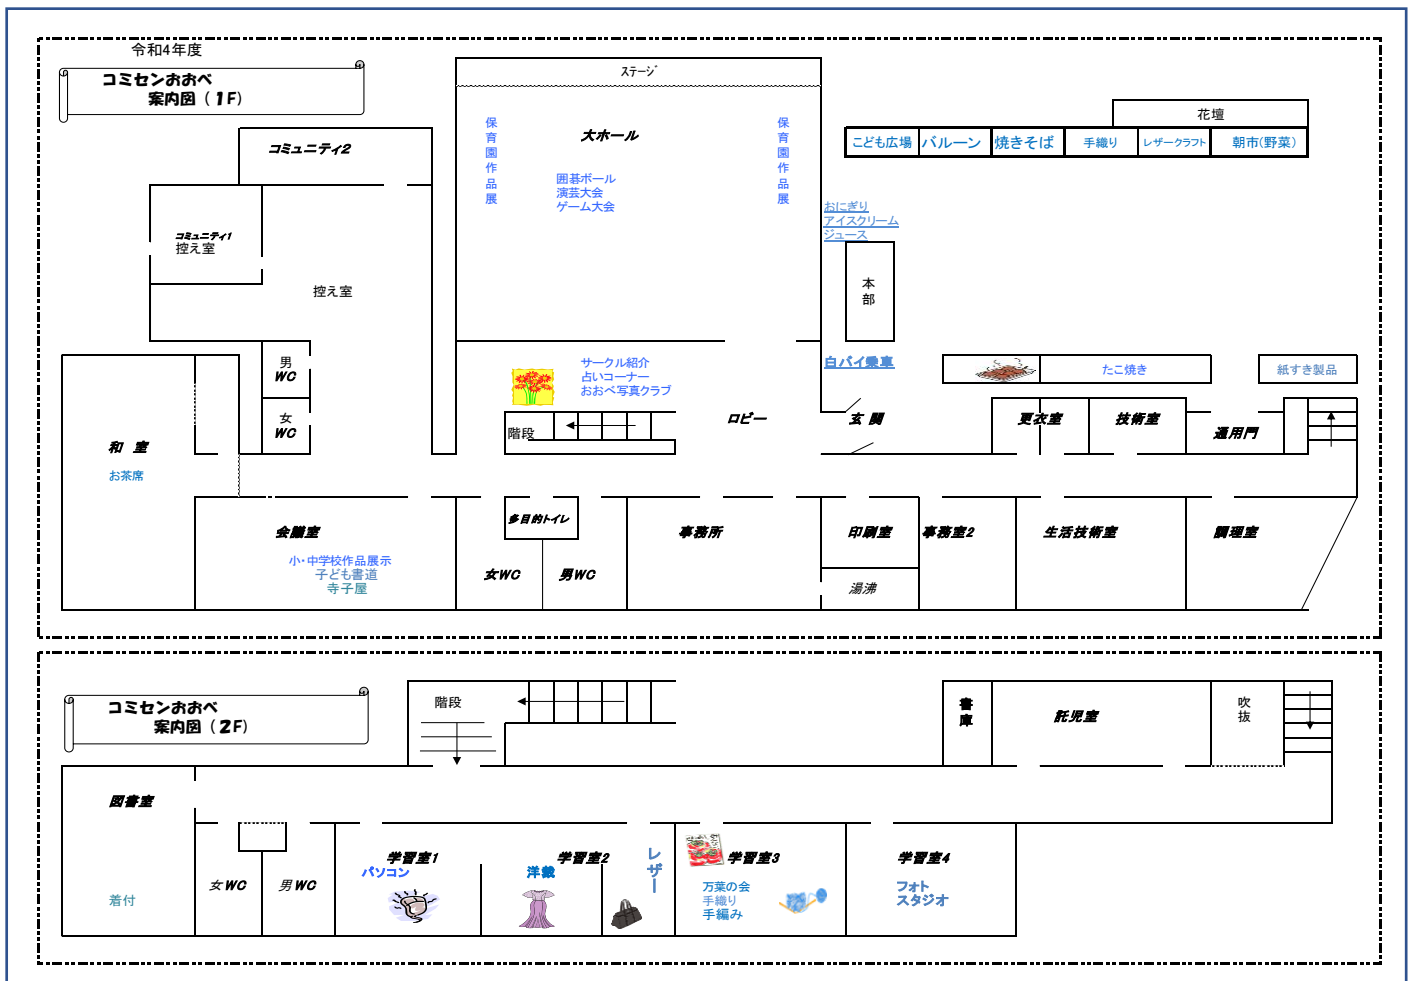 令和4年度
コミセンおおべ
案内図（1F）
ステージ
大ホール
保育園作品展
保育園作品展
囲碁ボール
演芸大会
ゲーム大会
花壇
こども広場
バルーン
焼きそば
手織り
レザークラフト
朝市(野菜)
コミュニティ2
コミュニティ1
控え室
控え室
おにぎり
アイスクリーム
ジュース
本部
男
WC
女
WC
サークル紹介
占いコーナー
おおべ写真クラブ
白バイ乗車
たこ焼き
紙すき製品
階段
ロビー
玄関
更衣室
技術室
通用門
和室
お茶席
会議室
小・中学校作品展示
子ども書道
寺子屋
多目的トイレ
女WC
男WC
事務所
印刷室
湯沸
事務室2
生活技術室
調理室
コミセンおおべ
案内図（2F）
階段
書庫
託児室
吹抜
図書室
着付
女WC
男WC
学習室1
パソコン
学習室2
洋裁
レザー
学習室3
万葉の会
手織り
手編み
学習室4
フォト
スタジオ